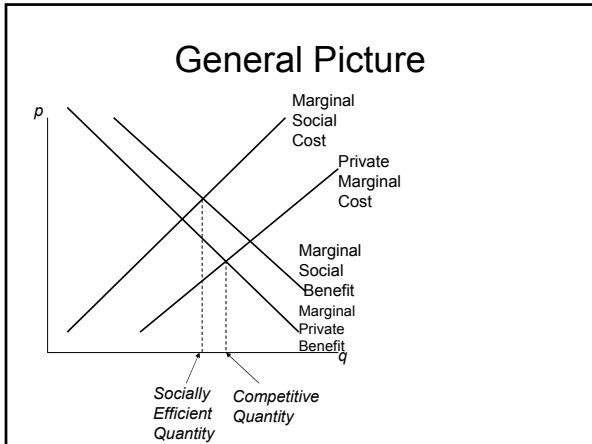 General Picture
p
Marginal
Social
Cost
Private
Marginal
Cost
Marginal
Social
Benefit
Marginal
Private
Benefit
q
Socially
Efficient
Quantity
Competitive
Quantity